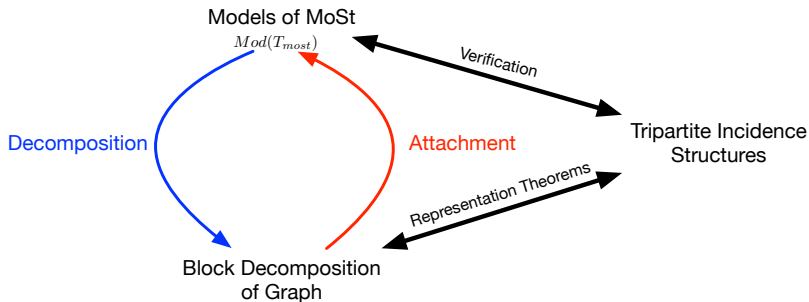 Models of MoSt
Mod(T_most)
Verification
Decomposition
Attachment
Tripartite Incidence
Structures
Representation Theorems
Block Decomposition
of Graph